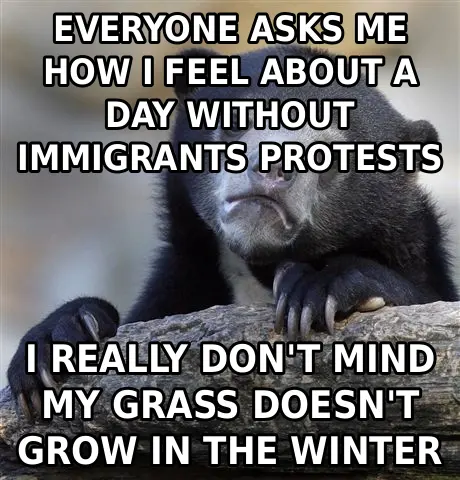 EVERYONE ASKS ME
HOW I FEEL ABOUT A
DAY WITHOUT
IMMIGRANTS PROTESTS
I REALLY DON'T MIND
MY GRASS DOESN'T
GROW IN THE WINTER